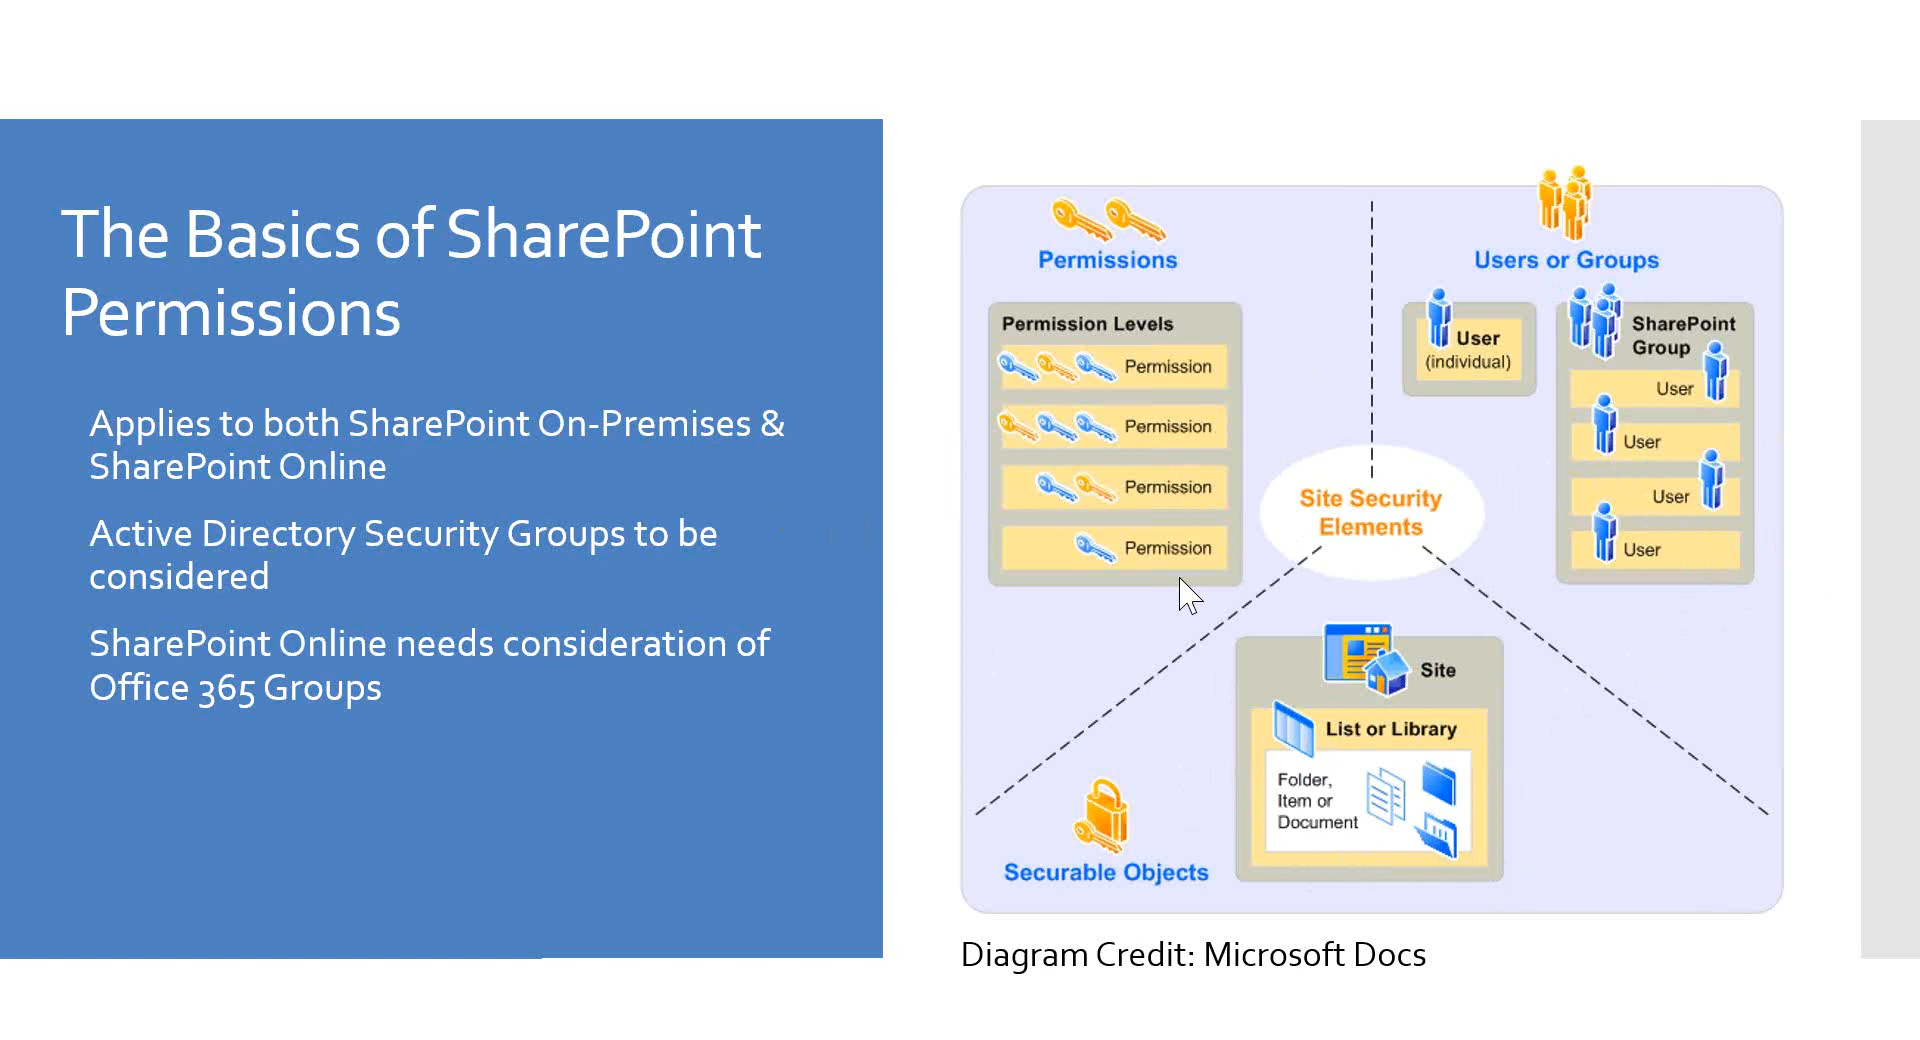 The Basics of SharePoint
Permissions
Applies to both SharePoint On-Premises &
SharePoint Online
Active Directory Security Groups to be
considered
SharePoint Online needs consideration of
Office 365 Groups
Permissions
Permission Levels
Permission
Permission
Permission
Permission
Users or Groups
User
(individual)
SharePoint
Group
User
User
User
User
Site Security
Elements
Site
List or Library
Folder,
Item or
Document
Securable Objects
Diagram Credit: Microsoft Docs